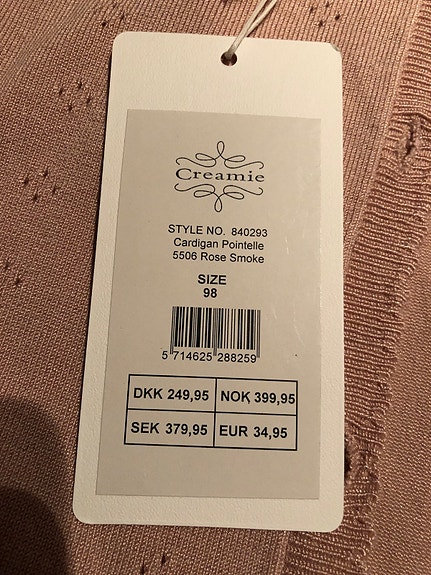 Creamie
STYLE NO. 840293
Cardigan Pointelle
5506 Rose Smoke
SIZE
98
5 714625 288259
DKK 249,95 NOK 399,95
SEK 379,95 EUR 34,95